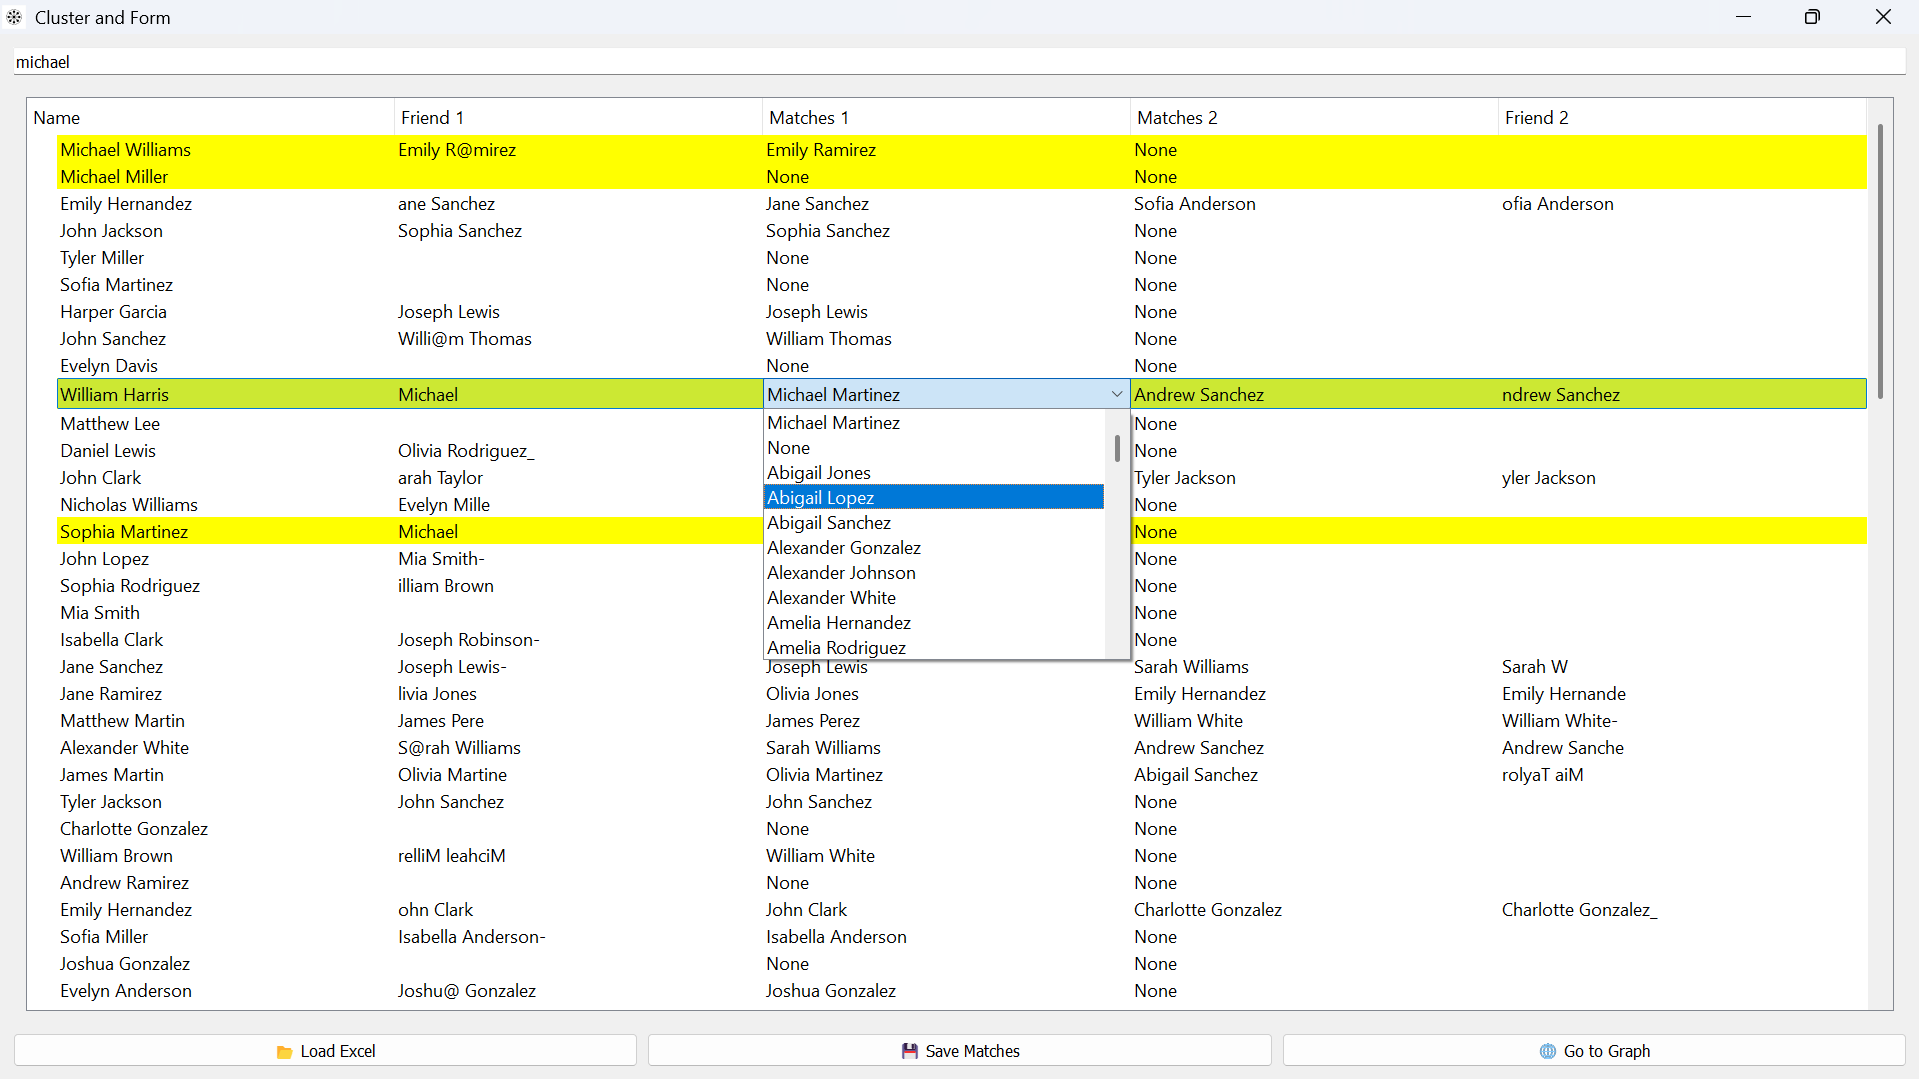 Cluster and Form
michael
Name Friend 1 Matches 1 Matches 2 Friend 2
Michael Williams Emily R@mirez Emily Ramirez None
Michael Miller None None
Emily Hernandez ane Sanchez Jane Sanchez Sofia Anderson ofia Anderson
John Jackson Sophia Sanchez Sophia Sanchez None
Tyler Miller None None
Sofia Martinez None None
Harper Garcia Joseph Lewis Joseph Lewis None
John Sanchez Willi@m Thomas William Thomas None
Evelyn Davis None None
William Harris Michael Michael Martinez Andrew Sanchez ndrew Sanchez
Matthew Lee Michael Martinez None
Daniel Lewis Olivia Rodriguez_ None None
John Clark arah Taylor Abigail Jones Tyler Jackson yler Jackson
Nicholas Williams Evelyn Mille Abigail Lopez None
Sophia Martinez Michael Abigail Sanchez None
John Lopez Mia Smith- Alexander Gonzalez None
Sophia Rodriguez illiam Brown Alexander Johnson None
Mia Smith Alexander White None
Isabella Clark Joseph Robinson- Amelia Hernandez None
Amelia Rodriguez
Jane Sanchez Joseph Lewis- Joseph Lewis Sarah Williams Sarah W
Jane Ramirez livia Jones Olivia Jones Emily Hernandez Emily Hernande
Matthew Martin James Pere James Perez William White William White-
Alexander White S@rah Williams Sarah Williams Andrew Sanchez Andrew Sanche
James Martin Olivia Martine Olivia Martinez Abigail Sanchez rolyaT aiM
Tyler Jackson John Sanchez John Sanchez None
Charlotte Gonzalez None None
William Brown relliM leahciM William White None
Andrew Ramirez None None
Emily Hernandez ohn Clark John Clark Charlotte Gonzalez Charlotte Gonzalez_
Sofia Miller Isabella Anderson- Isabella Anderson None
Joshua Gonzalez None None
Evelyn Anderson Joshu@ Gonzalez Joshua Gonzalez None
Load Excel Save Matches Go to Graph